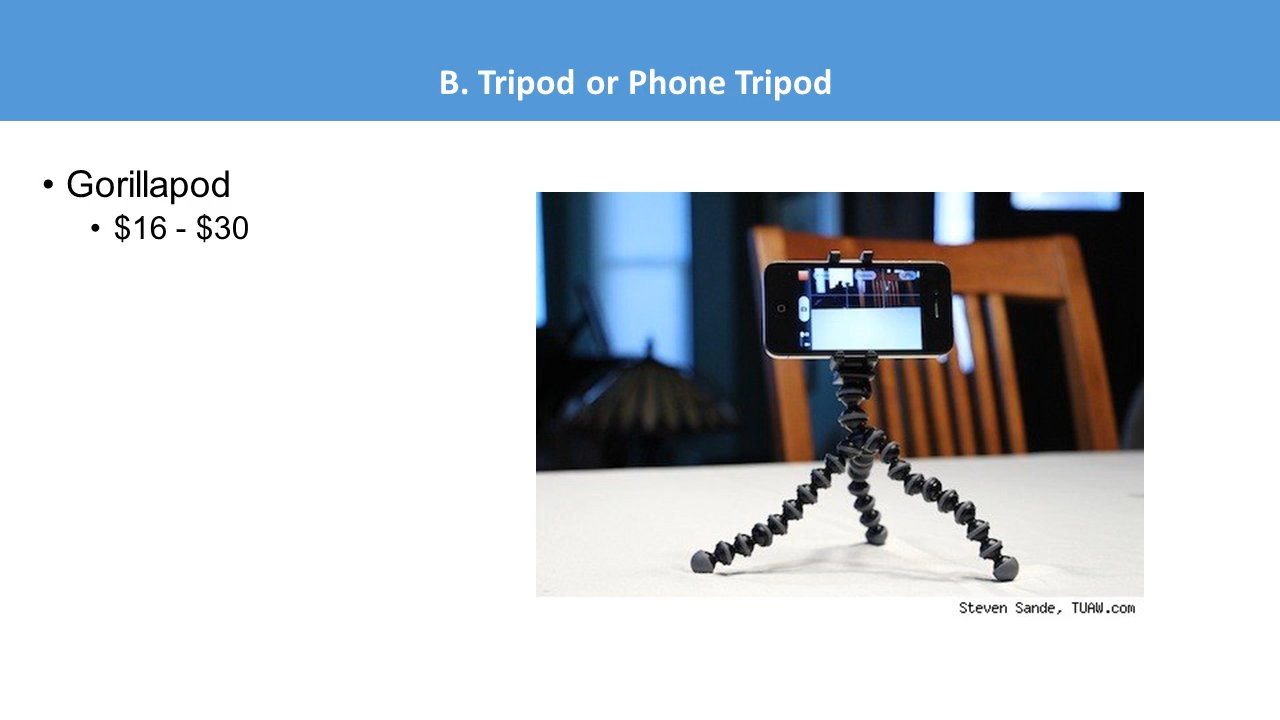 B. Tripod or Phone Tripod
• Gorillapod
• $16 - $30
Steven Sande, TUAW.com